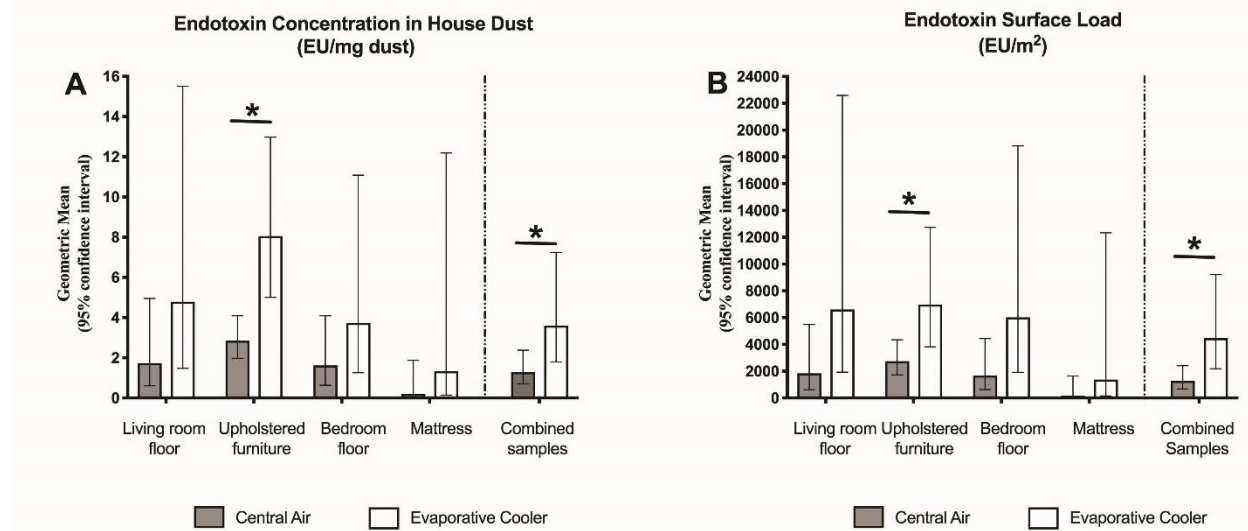 Endotoxin Concentration in House Dust
(EU/mg dust)
A
Geometric Mean
(95% confidence interval)
16
14
12
10
8
6
4
2
0
*
*
Living room
floor
Upholstered
furniture
Bedroom
floor
Mattress
Combined
samples
Central Air
Evaporative Cooler
Endotoxin Surface Load
(EU/m²)
B
Geometric Mean
(95% confidence interval)
24000
22000
20000
18000
16000
14000
12000
10000
8000
6000
4000
2000
0
*
*
Living room
floor
Upholstered
furniture
Bedroom
floor
Mattress
Combined
Samples
Central Air
Evaporative Cooler